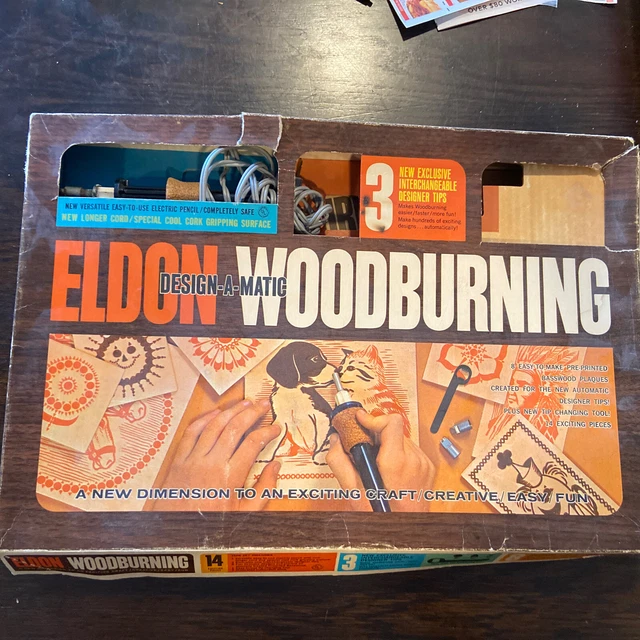 OVER $80 WO
NEW VERSATILE EASY-TO-USE ELECTRIC PENCIL/COMPLETELY SAFE
NEW LONGER CORD/SPECIAL COOL CORK GRIPPING SURFACE
3
NEW EXCLUSIVE
INTERCHANGEABLE
DESIGNER TIPS
Makes Woodburning
easier/faster/more fun!
Make hundreds of exciting
designs...automatically!
ELDON
DESIGN-A-MATIC
WOODBURNING
8 EASY-TO-MAKE PRE-PRINTED
BASSWOOD PLAQUES
CREATED FOR THE NEW AUTOMATIC
DESIGNER TIPS!
PLUS NEW TIP CHANGING TOOL!
14 EXCITING PIECES
A NEW DIMENSION TO AN EXCITING CRAFT/CREATIVE/EASY/FUN
ELDON WOODBURNING
14
3